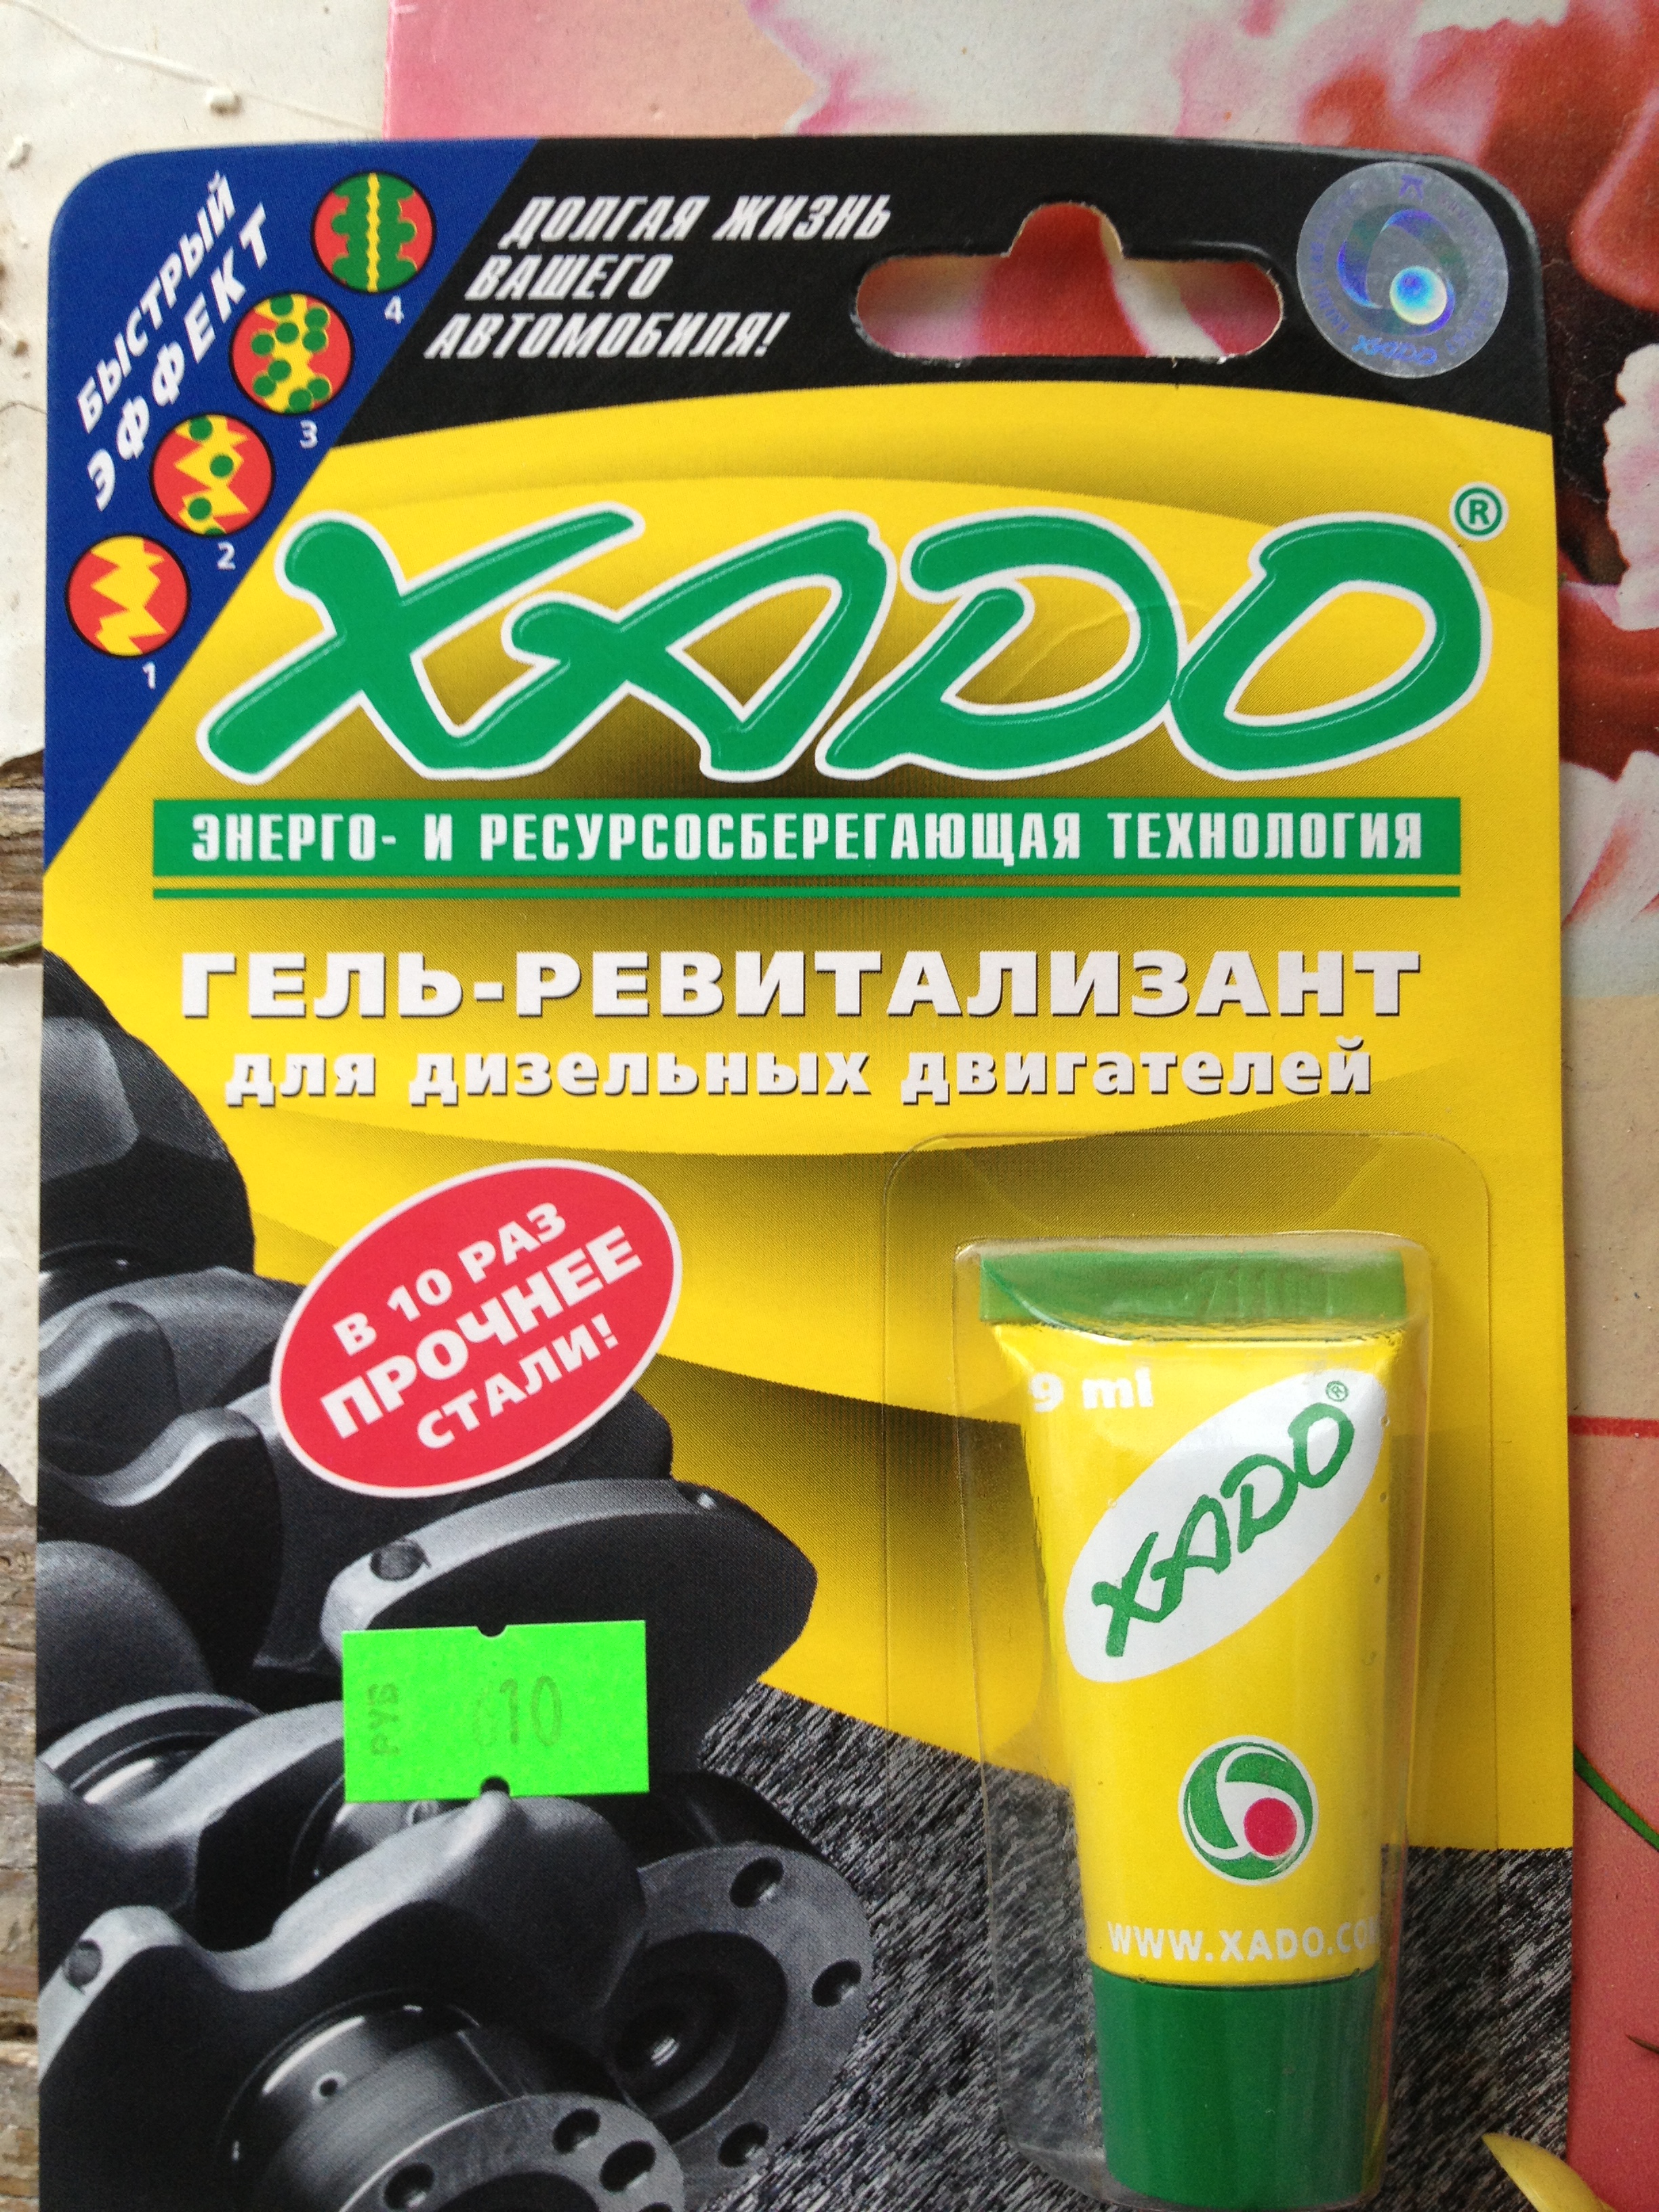 БЫСТРЫЙ
ЭФФЕКТ
1
2
3
4
ДОЛГАЯ ЖИЗНЬ
ВАШЕГО
АВТОМОБИЛЯ!
XADO
XADO®
ЭНЕРГО- И РЕСУРСОСБЕРЕГАЮЩАЯ ТЕХНОЛОГИЯ
ГЕЛЬ-РЕВИТАЛИЗАНТ
для дизельных двигателей
В 10 РАЗ
ПРОЧНЕЕ
СТАЛИ!
9 ml
XADO®
WWW.XADO.CO
РУБ